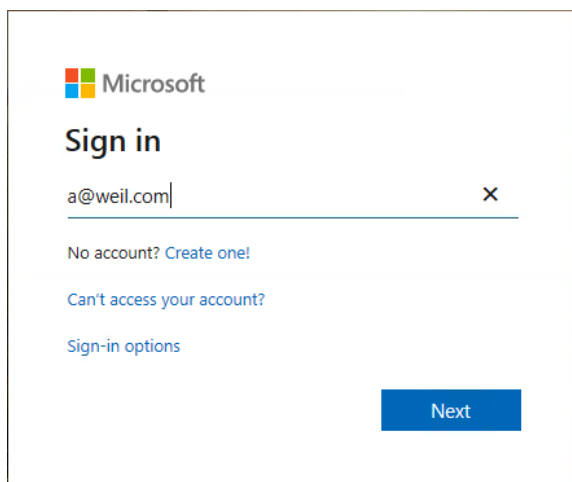 Microsoft
Sign in
a@weil.com
No account? Create one!
Can't access your account?
Sign-in options
Next